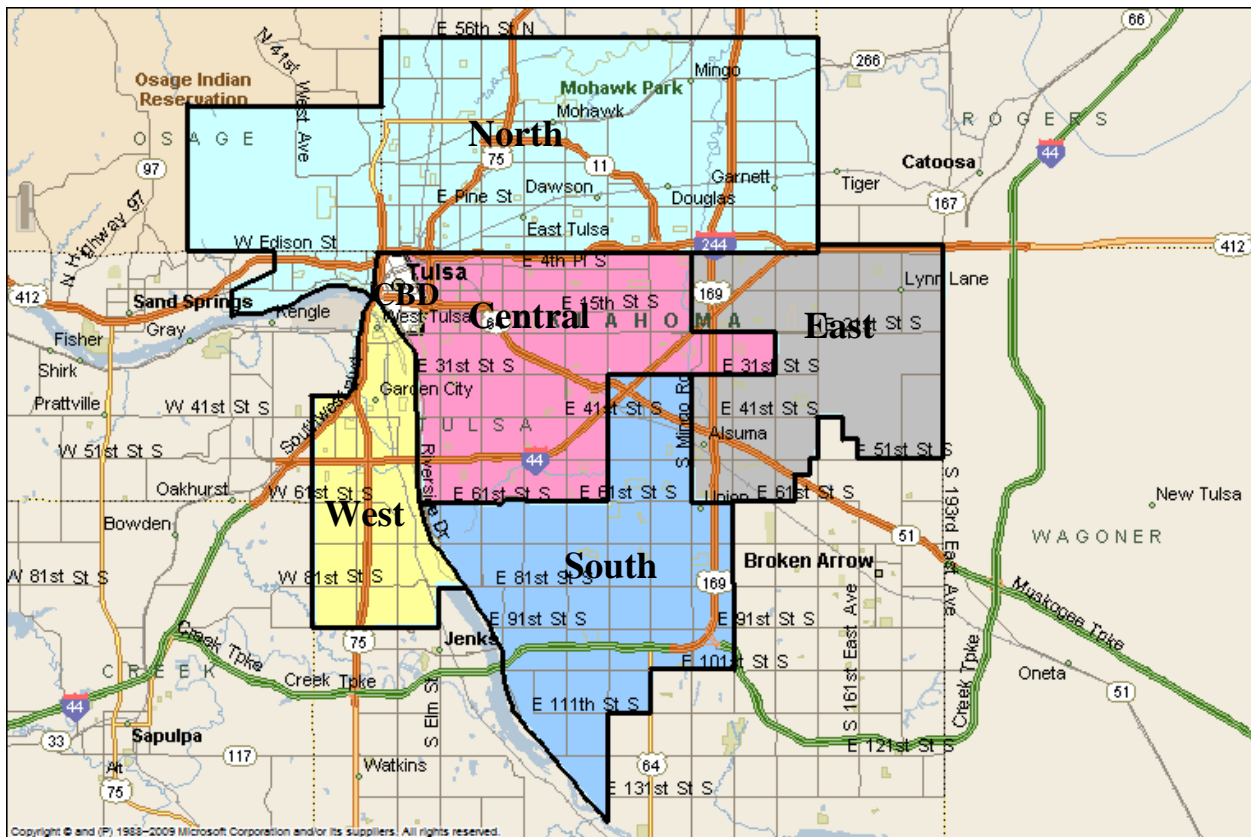 E 56th St N
66
N 41st West Ave
266
Mingo
Osage Indian
Reservation
Mohawk Park
Mohawk
OSAGE
North
ROGERS
44
75
11
97
Catoosa
Garnett
Tiger
Dawson
E Pine St
Douglas
167
N Highway 97
East Tulsa
W Edison St
244
412
E 4th Pl S
Tulsa
Lynn Lane
412
CBD
169
Sand Springs
E 15th St S
Kengle
Central
West Tulsa
AHOMA
East
Gray
Fisher
E 31st St S
E 31st St S
Shirk
Garden City
Prattville
W 41st St S
E 41st St S
E 41st St S
TULSA
S Mingo Rd
Alsuma
W 51st St S
44
E 51st St S
Riverside Dr
Oakhurst
W 61st St S
E 61st St S
E 61st St S
Union
E 61st St S
S 193rd East Ave
New Tulsa
West
Bowden
51
WAGONER
South
Broken Arrow
W 81st St S
W 81st St S
E 81st St S
169
Muskogee Tpke
E 91st St S
E 91st St S
S 161st East Ave
Creek Tpke
75
Jenks
E 101st St S
CREEK
Creek Tpke
Creek Tpke
Oneta
51
44
S Elm St
E 111th St S
Sapulpa
33
117
E 121st St S
Alt
75
Watkins
64
E 131st St S
Copyright © and (P) 1988–2009 Microsoft Corporation and/or its suppliers. All rights reserved.